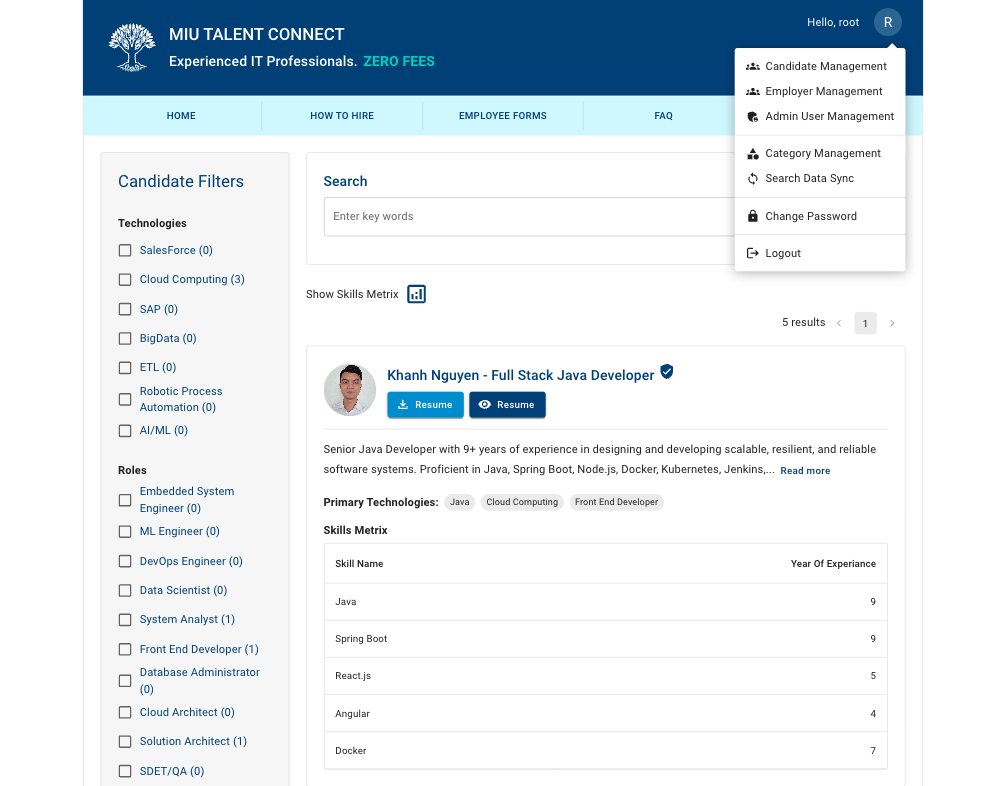 MIU TALENT CONNECT
Experienced IT Professionals. ZERO FEES
Hello, root
R
Candidate Management
Employer Management
Admin User Management
Category Management
Search Data Sync
Change Password
Logout
HOME
HOW TO HIRE
EMPLOYEE FORMS
FAQ
Candidate Filters
Technologies
SalesForce (0)
Cloud Computing (3)
SAP (0)
BigData (0)
ETL (0)
Robotic Process
Automation (0)
AI/ML (0)
Roles
Embedded System
Engineer (0)
ML Engineer (0)
DevOps Engineer (0)
Data Scientist (0)
System Analyst (1)
Front End Developer (1)
Database Administrator
(0)
Cloud Architect (0)
Solution Architect (1)
SDET/QA (0)
Search
Enter key words
Show Skills Metrix
5 results
1
Khanh Nguyen - Full Stack Java Developer
Resume
Resume
Senior Java Developer with 9+ years of experience in designing and developing scalable, resilient, and reliable
software systems. Proficient in Java, Spring Boot, Node.js, Docker, Kubernetes, Jenkins,... Read more
Primary Technologies: Java Cloud Computing Front End Developer
Skills Metrix
Skill Name Year Of Experiance
Java 9
Spring Boot 9
React.js 5
Angular 4
Docker 7